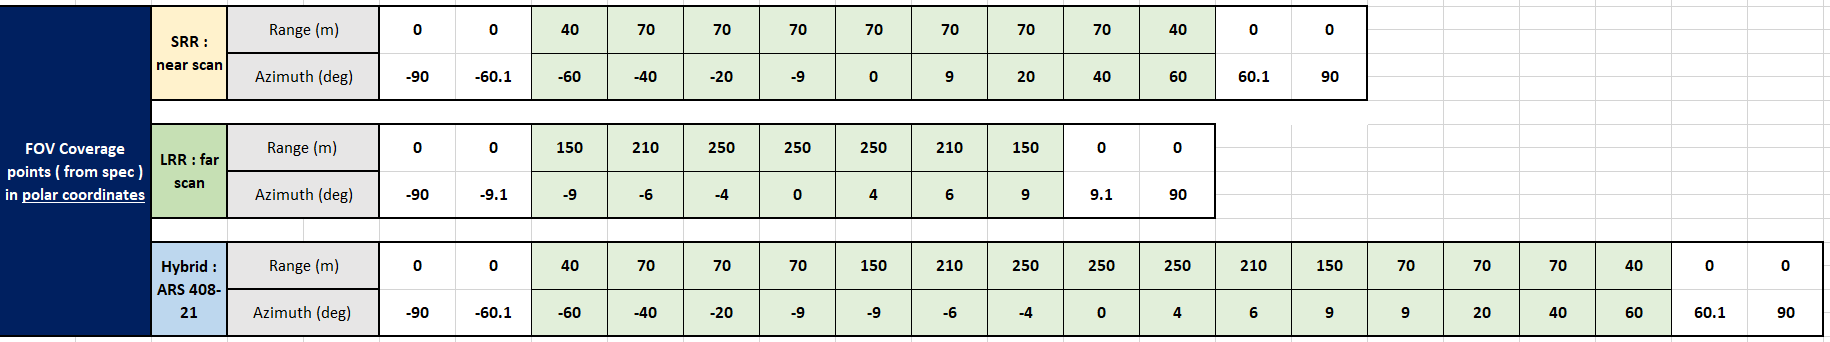 FOV Coverage
points ( from spec )
in polar coordinates
SRR :
near scan
Range (m) 0 0 40 70 70 70 70 70 70 70 40 0 0
Azimuth (deg) -90 -60.1 -60 -40 -20 -9 0 9 20 40 60 60.1 90
LRR : far
scan
Range (m) 0 0 150 210 250 250 250 210 150 0 0
Azimuth (deg) -90 -9.1 -9 -6 -4 0 4 6 9 9.1 90
Hybrid :
ARS 408-
21
Range (m) 0 0 40 70 70 70 150 210 250 250 250 210 150 70 70 70 40 0 0
Azimuth (deg) -90 -60.1 -60 -40 -20 -9 -9 -6 -4 0 4 6 9 9 20 40 60 60.1 90